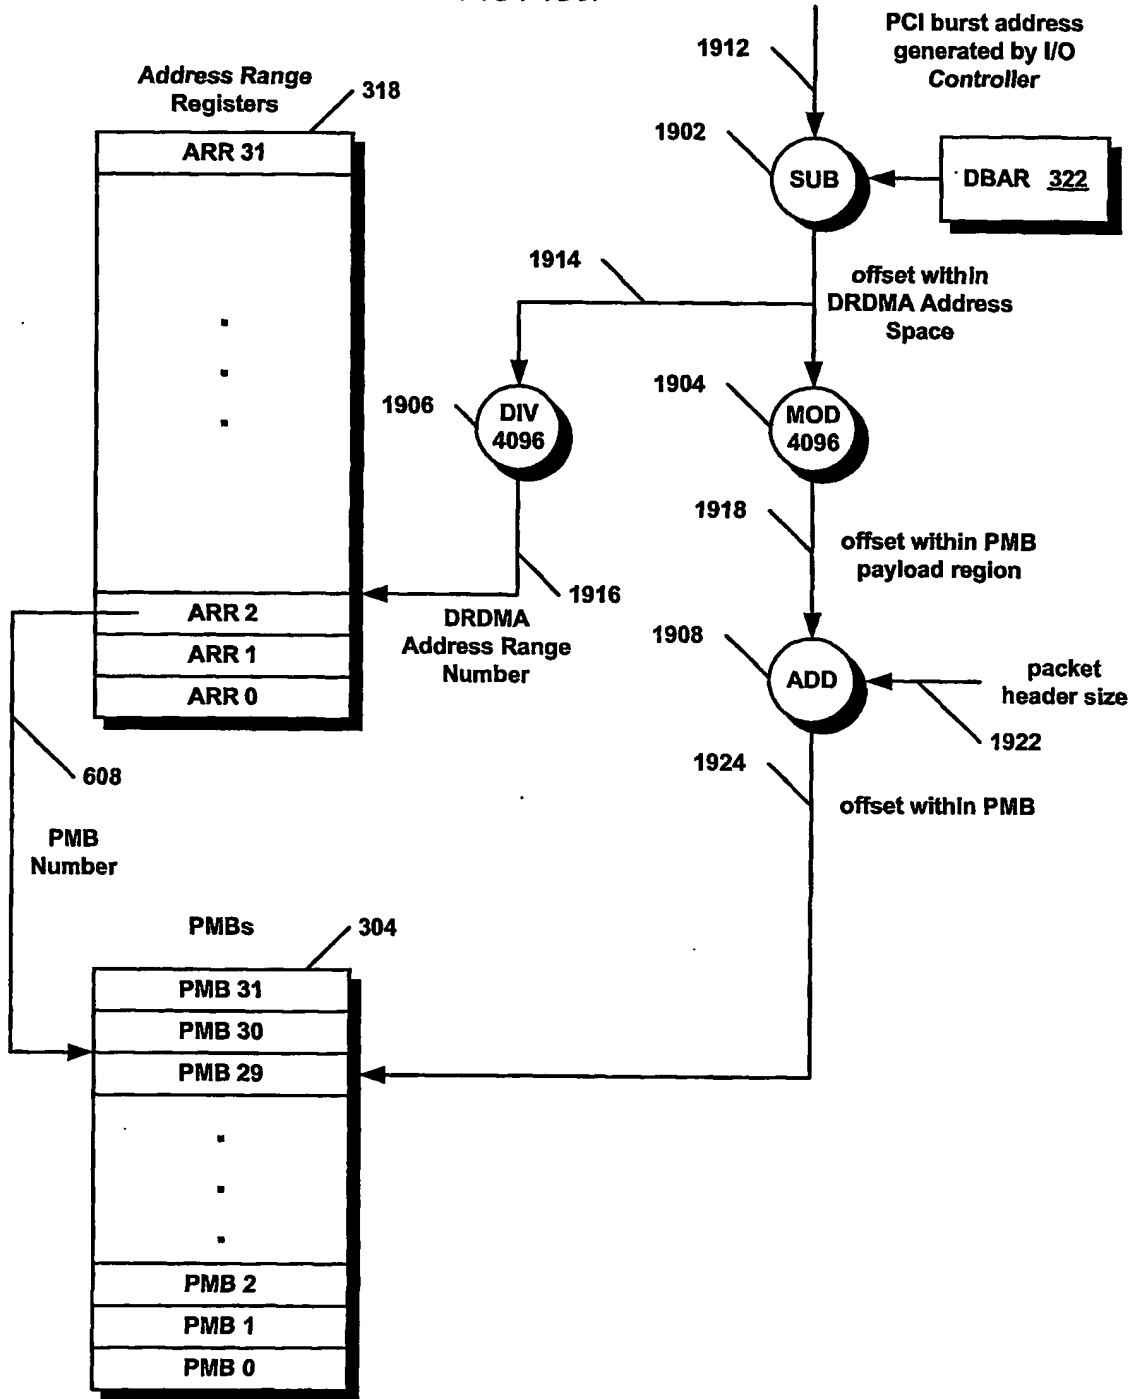 PCI burst address
generated by I/O
Controller
1912
Address Range
Registers
318
1902
ARR 31
SUB
DBAR 322
1914
offset within
DRDMA Address
Space
1906
DIV
4096
1904
MOD
4096
1918
offset within PMB
payload region
1916
ARR 2
DRDMA
Address Range
Number
ARR 1
ARR 0
1908
ADD
packet
header size
1922
608
1924
offset within PMB
PMB
Number
PMBs
304
PMB 31
PMB 30
PMB 29
PMB 2
PMB 1
PMB 0